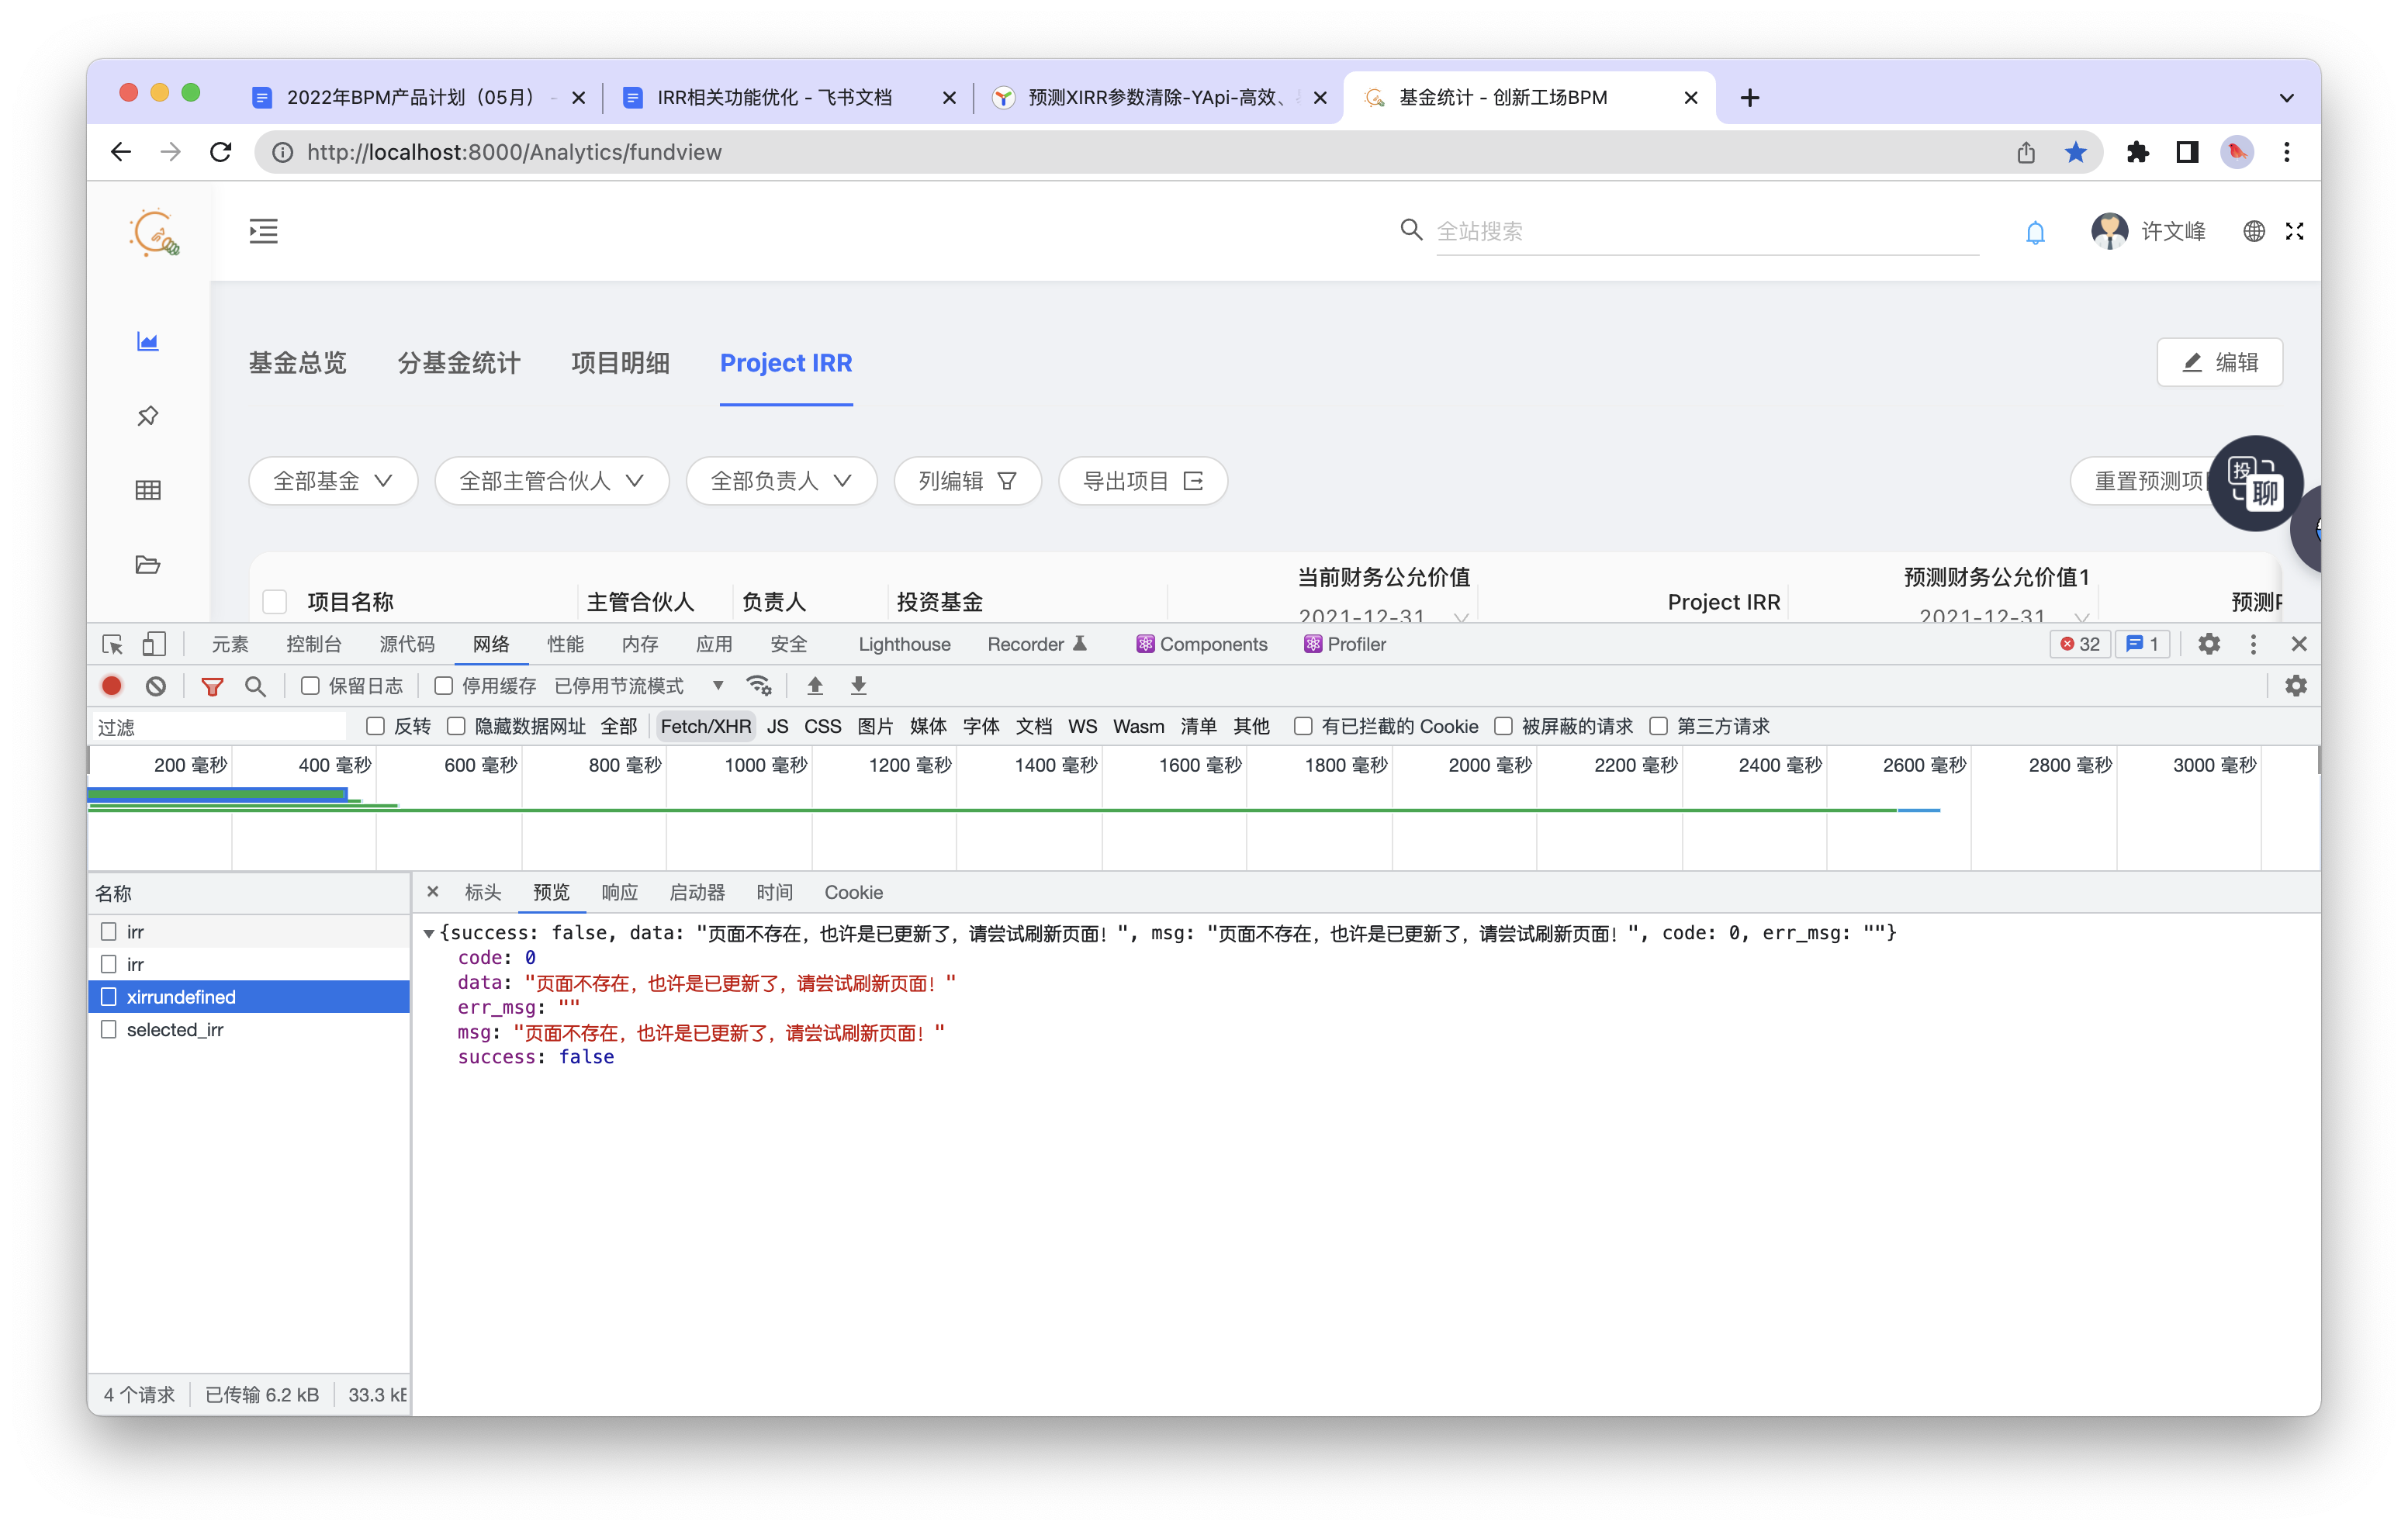 2022年BPM产品计划（05月）
IRR相关功能优化 - 飞书文档
预测XIRR参数清除-YApi-高效、
基金统计 - 创新工场BPM
http://localhost:8000/Analytics/fundview
全站搜索
许文峰
基金总览 分基金统计 项目明细 Project IRR
编辑
全部基金 全部主管合伙人 全部负责人 列编辑 导出项目
重置预测项
投
聊
当前财务公允价值 预测财务公允价值1
项目名称 主管合伙人 负责人 投资基金 Project IRR 预测
2021-12-31 2021-12-31
元素 控制台 源代码 网络 性能 内存 应用 安全 Lighthouse Recorder Components Profiler 32 1
保留日志 停用缓存 已停用节流模式
过滤 反转 隐藏数据网址 全部 Fetch/XHR JS CSS 图片 媒体 字体 文档 WS Wasm 清单 其他 有已拦截的 Cookie 被屏蔽的请求 第三方请求
200 毫秒 400 毫秒 600 毫秒 800 毫秒 1000 毫秒 1200 毫秒 1400 毫秒 1600 毫秒 1800 毫秒 2000 毫秒 2200 毫秒 2400 毫秒 2600 毫秒 2800 毫秒 3000 毫秒
名称
标头 预览 响应 启动器 时间 Cookie
irr
irr
xirrundefined
selected_irr
{success: false, data: "页面不存在，也许是已更新了，请尝试刷新页面！", msg: "页面不存在，也许是已更新了，请尝试刷新页面！", code: 0, err_msg: ""}
code: 0
data: "页面不存在，也许是已更新了，请尝试刷新页面！"
err_msg: ""
msg: "页面不存在，也许是已更新了，请尝试刷新页面！"
success: false
4 个请求 已传输 6.2 kB 33.3 k